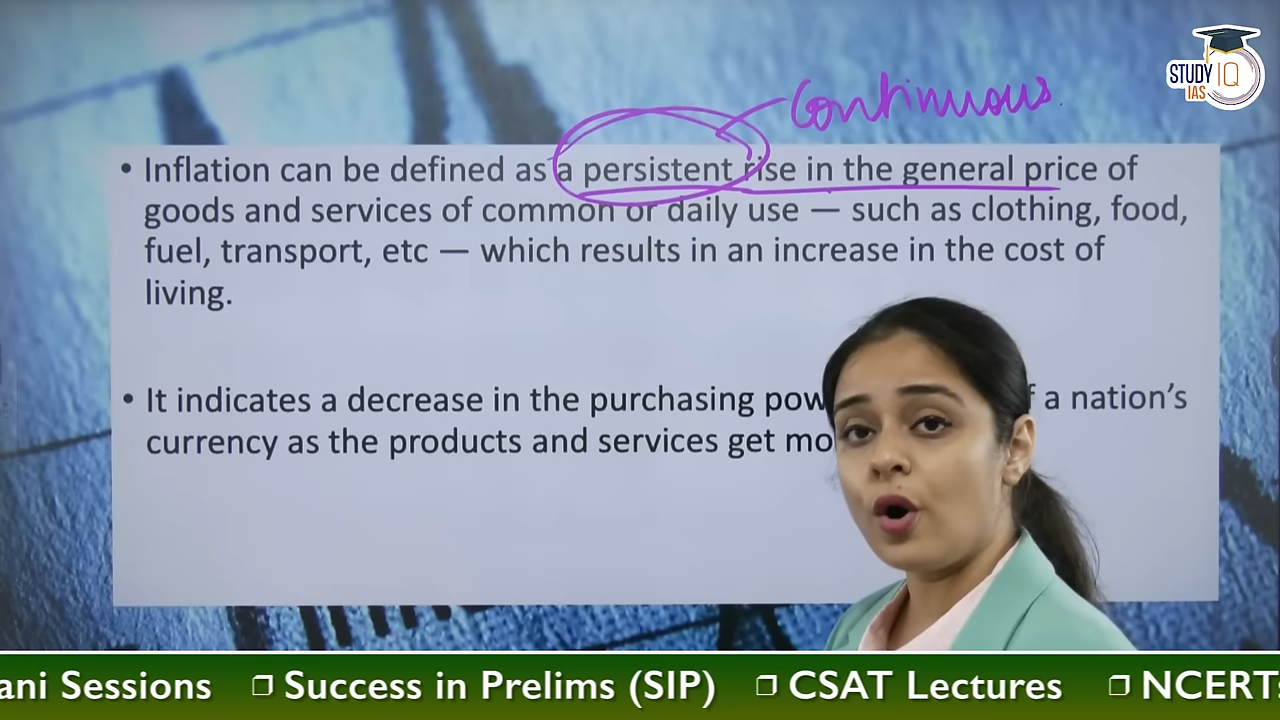 STUDY IQ
IAS
Continuous
• Inflation can be defined as a persistent rise in the general price of
goods and services of common or daily use — such as clothing, food,
fuel, transport, etc — which results in an increase in the cost of
living.
• It indicates a decrease in the purchasing a nation's
currency as the products and services get
ani Sessions ❐ Success in Prelims (SIP) ❐ CSAT Lectures ❐ NCERT